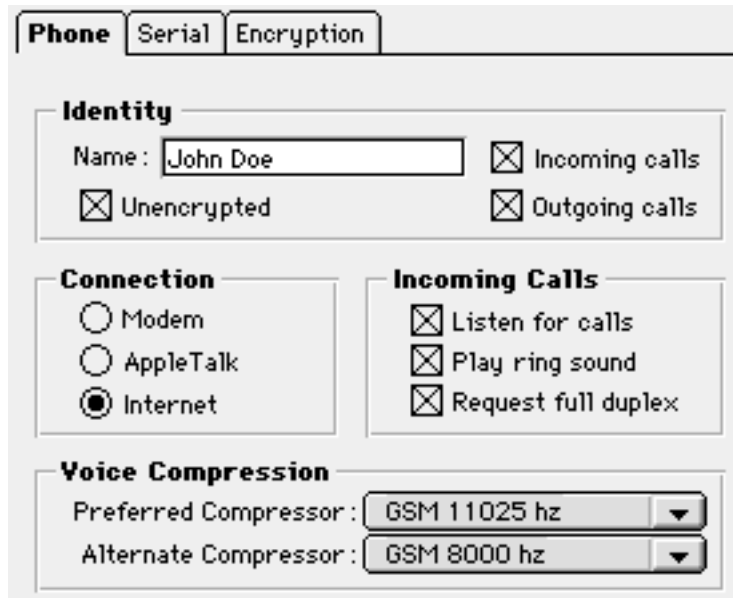 Phone Serial Encryption
Identity
Name: John Doe Incoming calls
Unencrypted Outgoing calls
Connection
Modem
AppleTalk
Internet
Incoming Calls
Listen for calls
Play ring sound
Request full duplex
Voice Compression
Preferred Compressor: GSM 11025 hz
Alternate Compressor: GSM 8000 hz